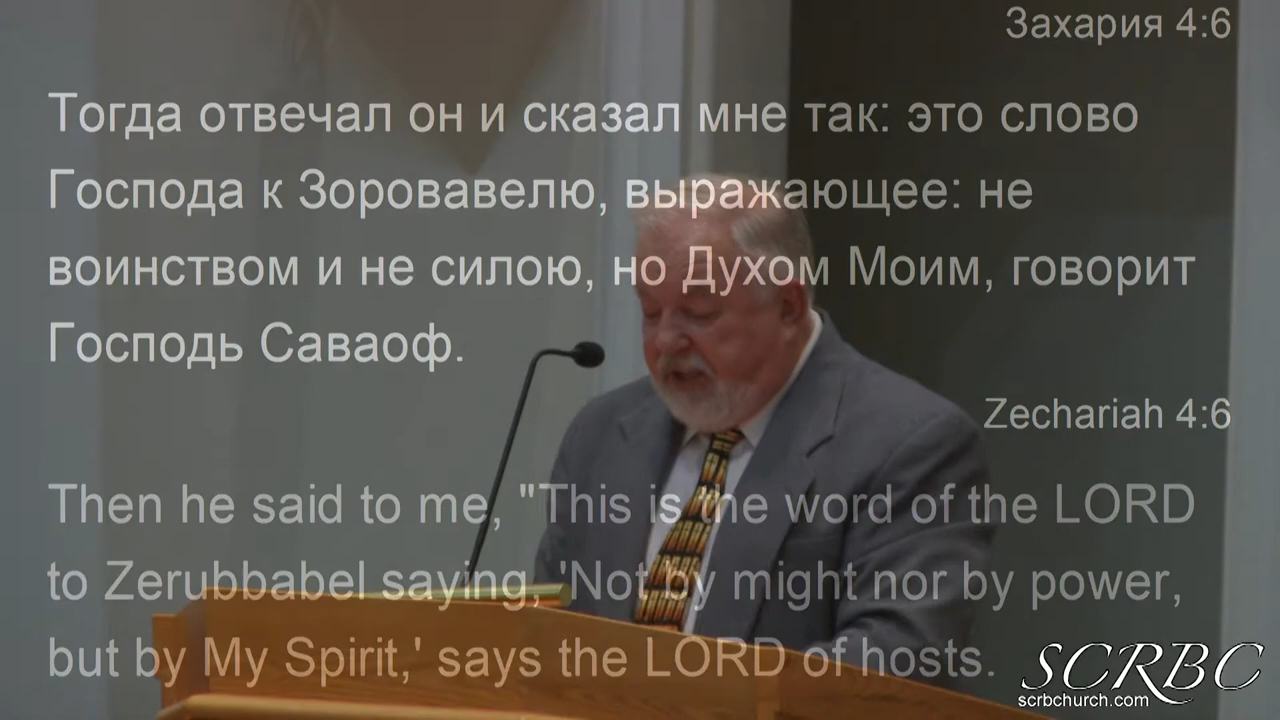 Захария 4:6
Тогда отвечал он и сказал мне так: это слово
Господа к Зоровавелю, выражающее: не
воинством и не силою, но Духом Моим, говорит
Господь Саваоф.
Zechariah 4:6
Then he said to me, "This is the word of the LORD
to Zerubbabel saying, 'Not by might nor by power,
but by My Spirit,' says the LORD of hosts.
SCRBC
scrbchurch.com